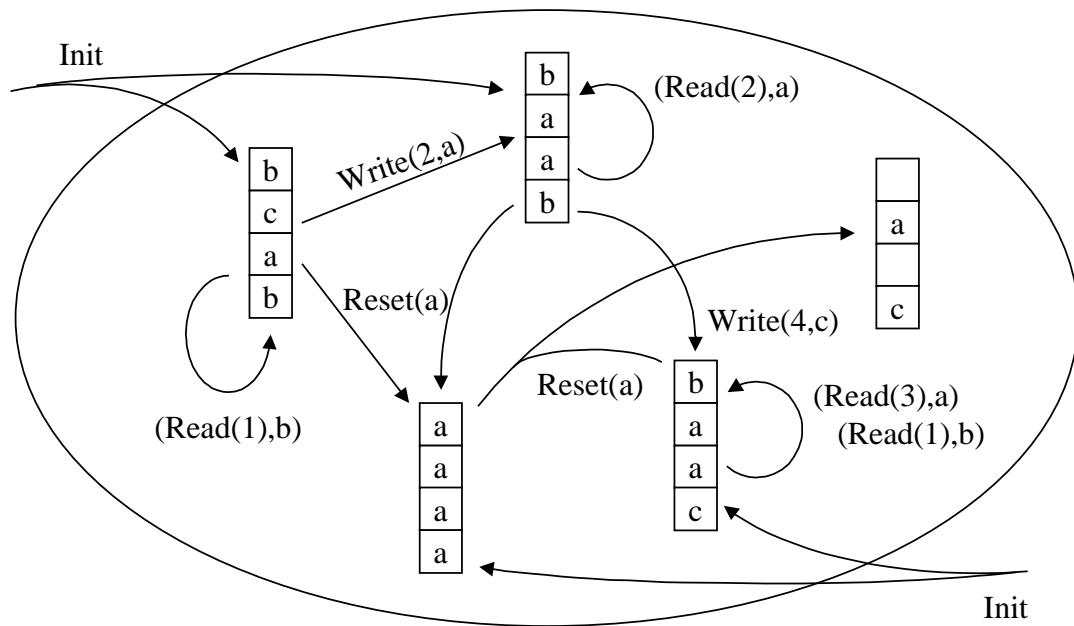 Init
b
a
a
b
(Read(2),a)
Write(2,a)
b
c
a
b
a
c
Reset(a)
Write(4,c)
(Read(1),b)
Reset(a)
b
a
a
c
(Read(3),a)
(Read(1),b)
a
a
a
a
Init